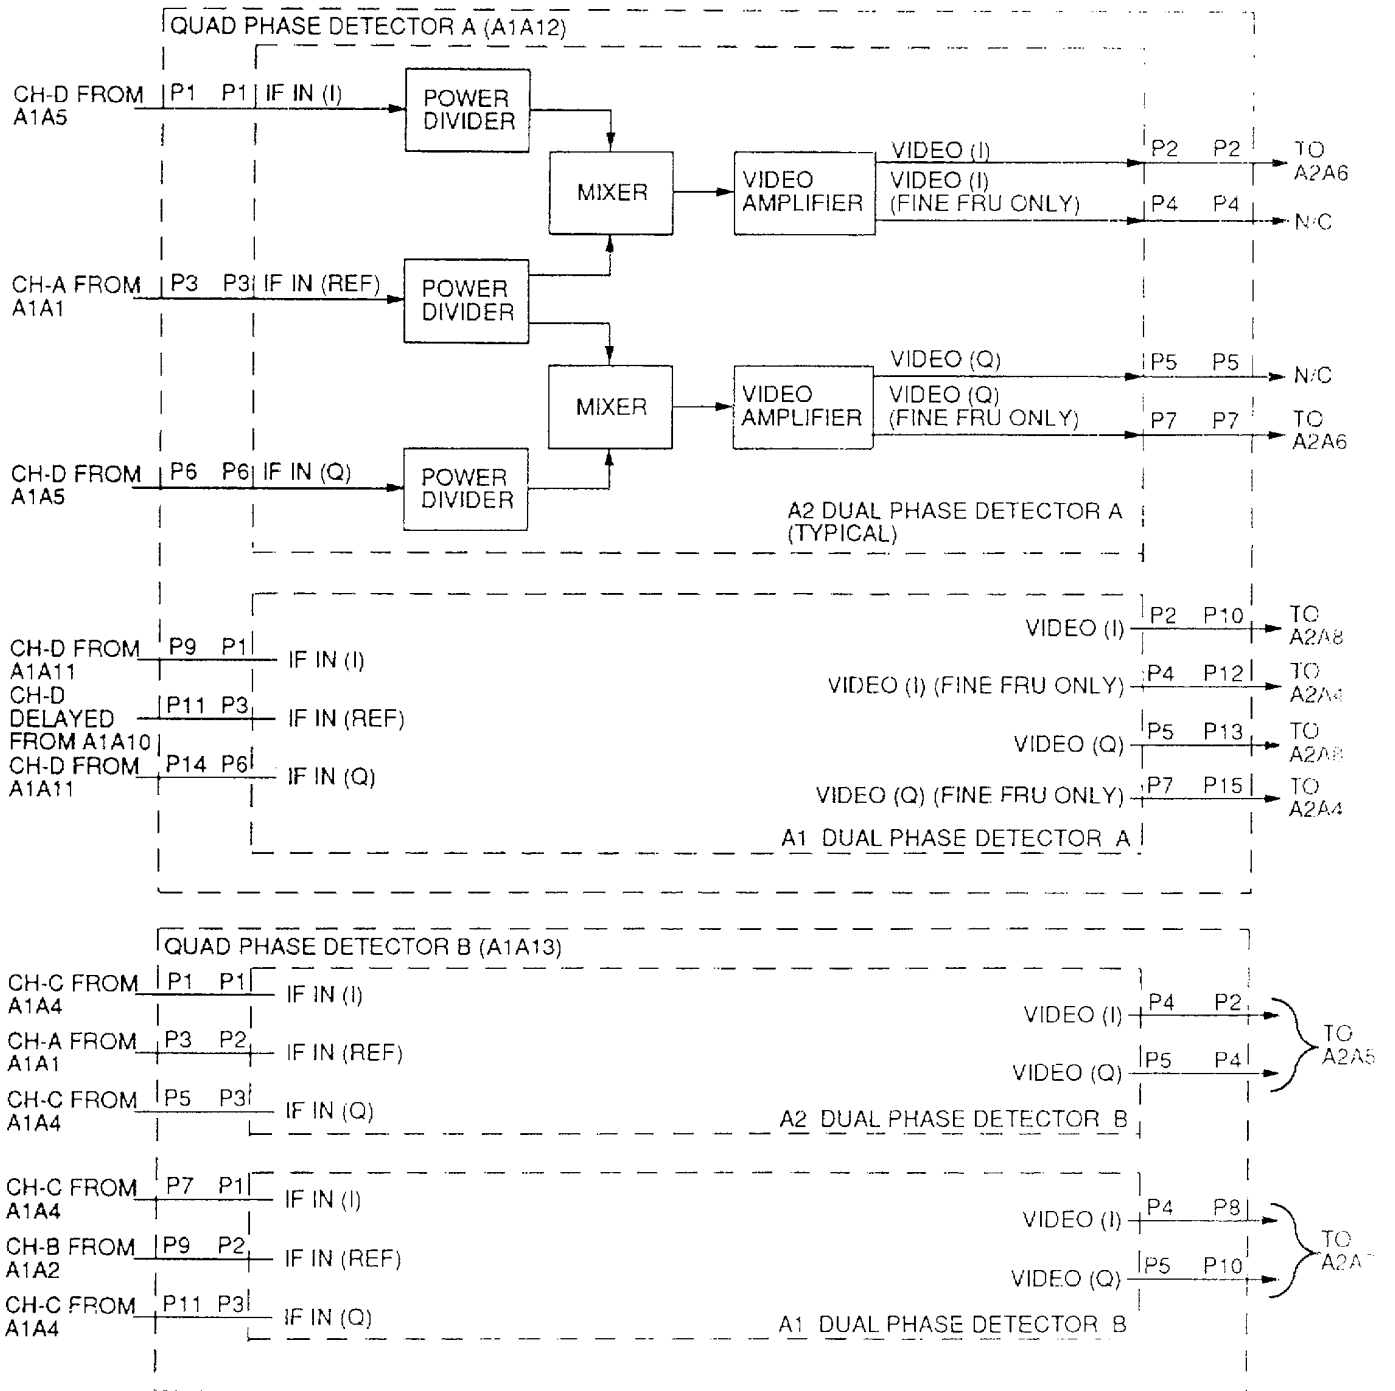 QUAD PHASE DETECTOR A (A1A12)
CH-D FROM
A1A5
P1 P1 IF IN (I)
POWER
DIVIDER
MIXER
VIDEO
AMPLIFIER
VIDEO (I)
VIDEO (I)
(FINE FRU ONLY)
P2 P2
TO
A2A6
P4 P4
N/C
CH-A FROM
A1A1
P3 P3 IF IN (REF)
POWER
DIVIDER
MIXER
VIDEO
AMPLIFIER
VIDEO (Q)
VIDEO (Q)
(FINE FRU ONLY)
P5 P5
N/C
P7 P7
TO
A2A6
CH-D FROM
A1A5
P6 P6 IF IN (Q)
POWER
DIVIDER
A2 DUAL PHASE DETECTOR A
(TYPICAL)
CH-D FROM
A1A11
P9 P1 IF IN (I)
CH-D
DELAYED
FROM A1A10
P11 P3 IF IN (REF)
CH-D FROM
A1A11
P14 P6 IF IN (Q)
VIDEO (I) P2 P10
TO
A2A8
VIDEO (I) (FINE FRU ONLY) P4 P12
TO
A2A4
VIDEO (Q) P5 P13
TO
VIDEO (Q) (FINE FRU ONLY) P7 P15
TO
A2A4
A1 DUAL PHASE DETECTOR A
QUAD PHASE DETECTOR B (A1A13)
CH-C FROM
A1A4
P1 P1 IF IN (I)
CH-A FROM
A1A1
P3 P2 IF IN (REF)
CH-C FROM
A1A4
P5 P3 IF IN (Q)
VIDEO (I) P4 P2
VIDEO (Q) P5 P4
TO
A2A5
A2 DUAL PHASE DETECTOR B
CH-C FROM
A1A4
P7 P1 IF IN (I)
CH-B FROM
A1A2
P9 P2 IF IN (REF)
CH-C FROM
A1A4
P11 P3 IF IN (Q)
VIDEO (I) P4 P8
VIDEO (Q) P5 P10
TO
A1 DUAL PHASE DETECTOR B